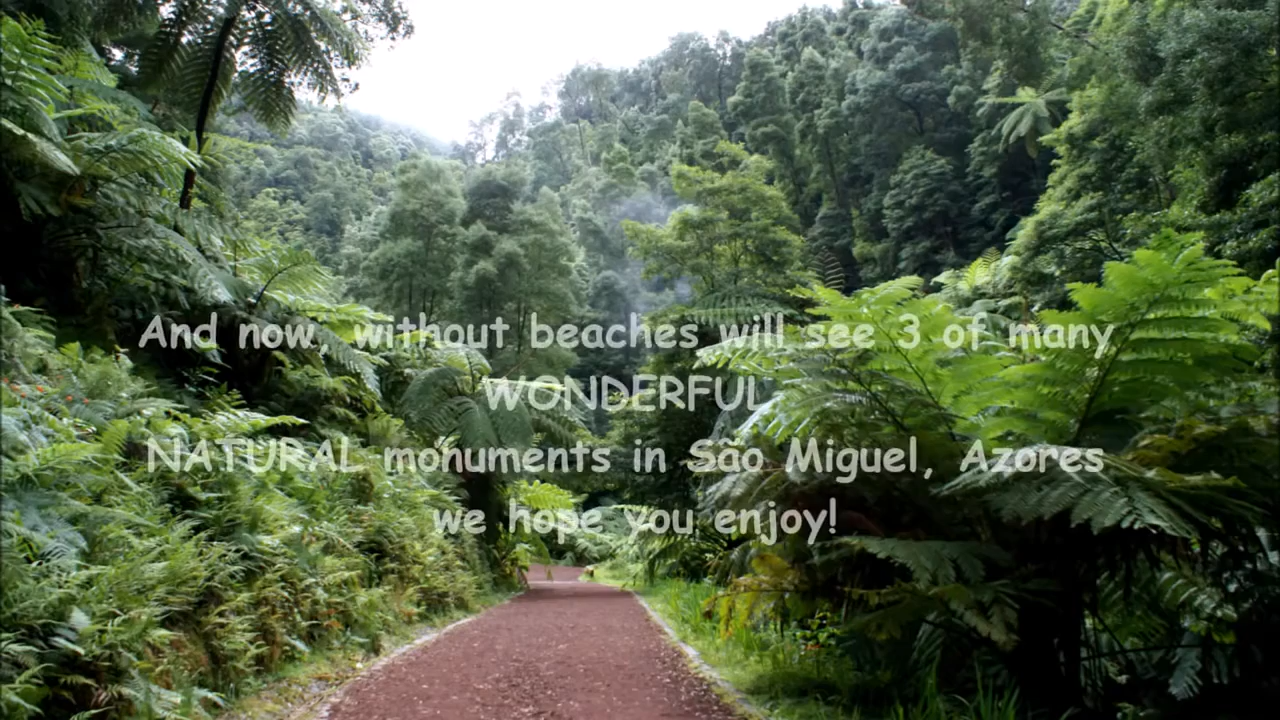 And now, without beaches will see 3 of many
WONDERFUL
NATURAL monuments in São Miguel, Azores
we hope you enjoy!